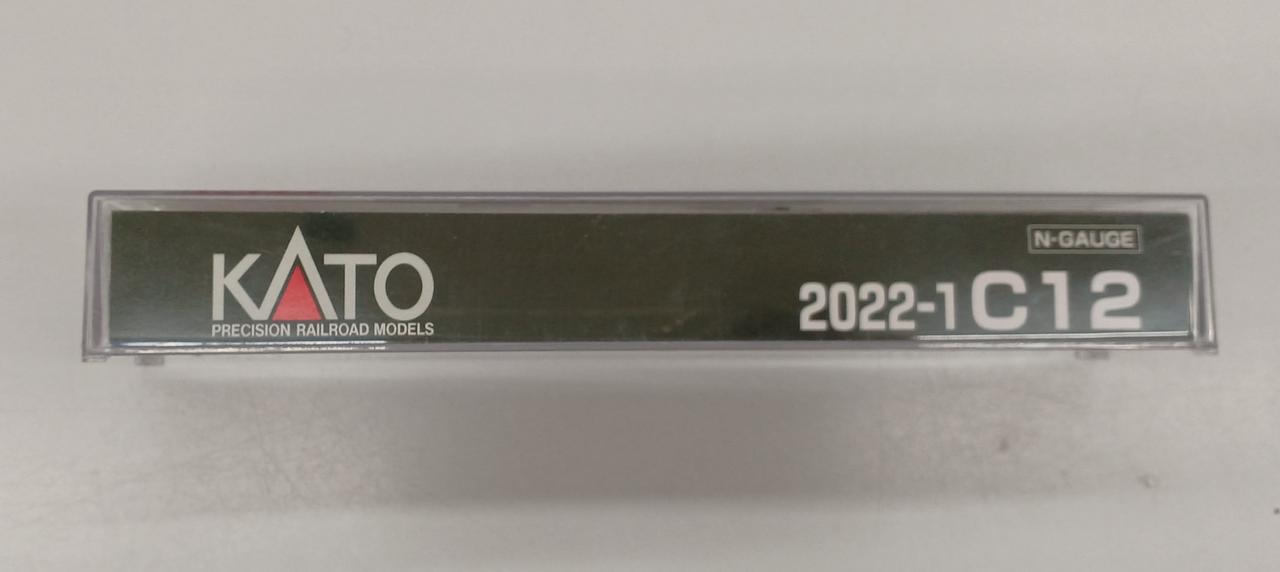 KATO
PRECISION RAILROAD MODELS
N-GAUGE
2022-1 C12